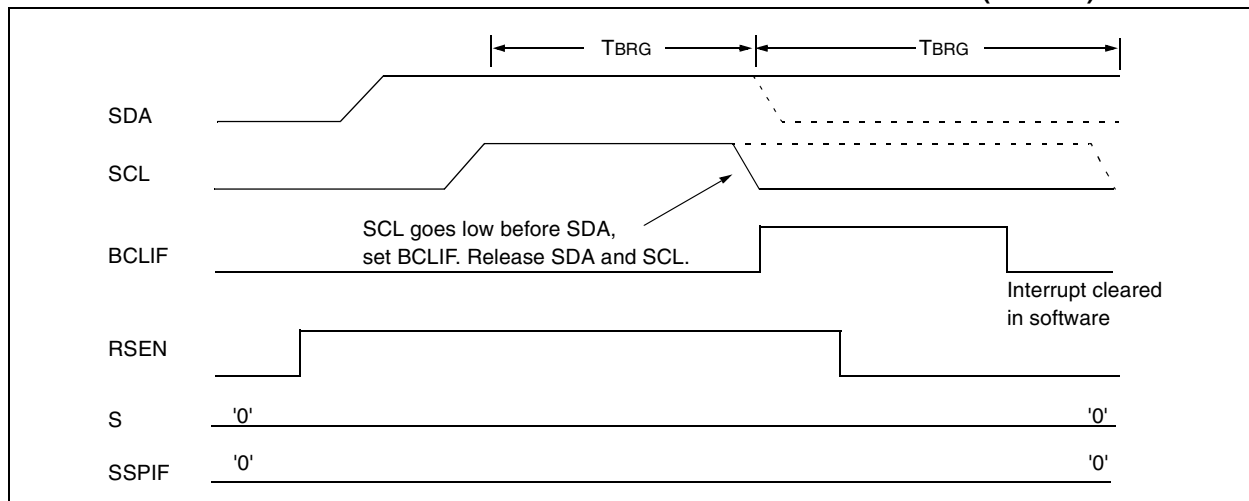 TBRG TBRG
SDA
SCL
SCL goes low before SDA,
set BCLIF. Release SDA and SCL.
BCLIF
Interrupt cleared
in software
RSEN
S '0' '0'
SSPIF '0' '0'